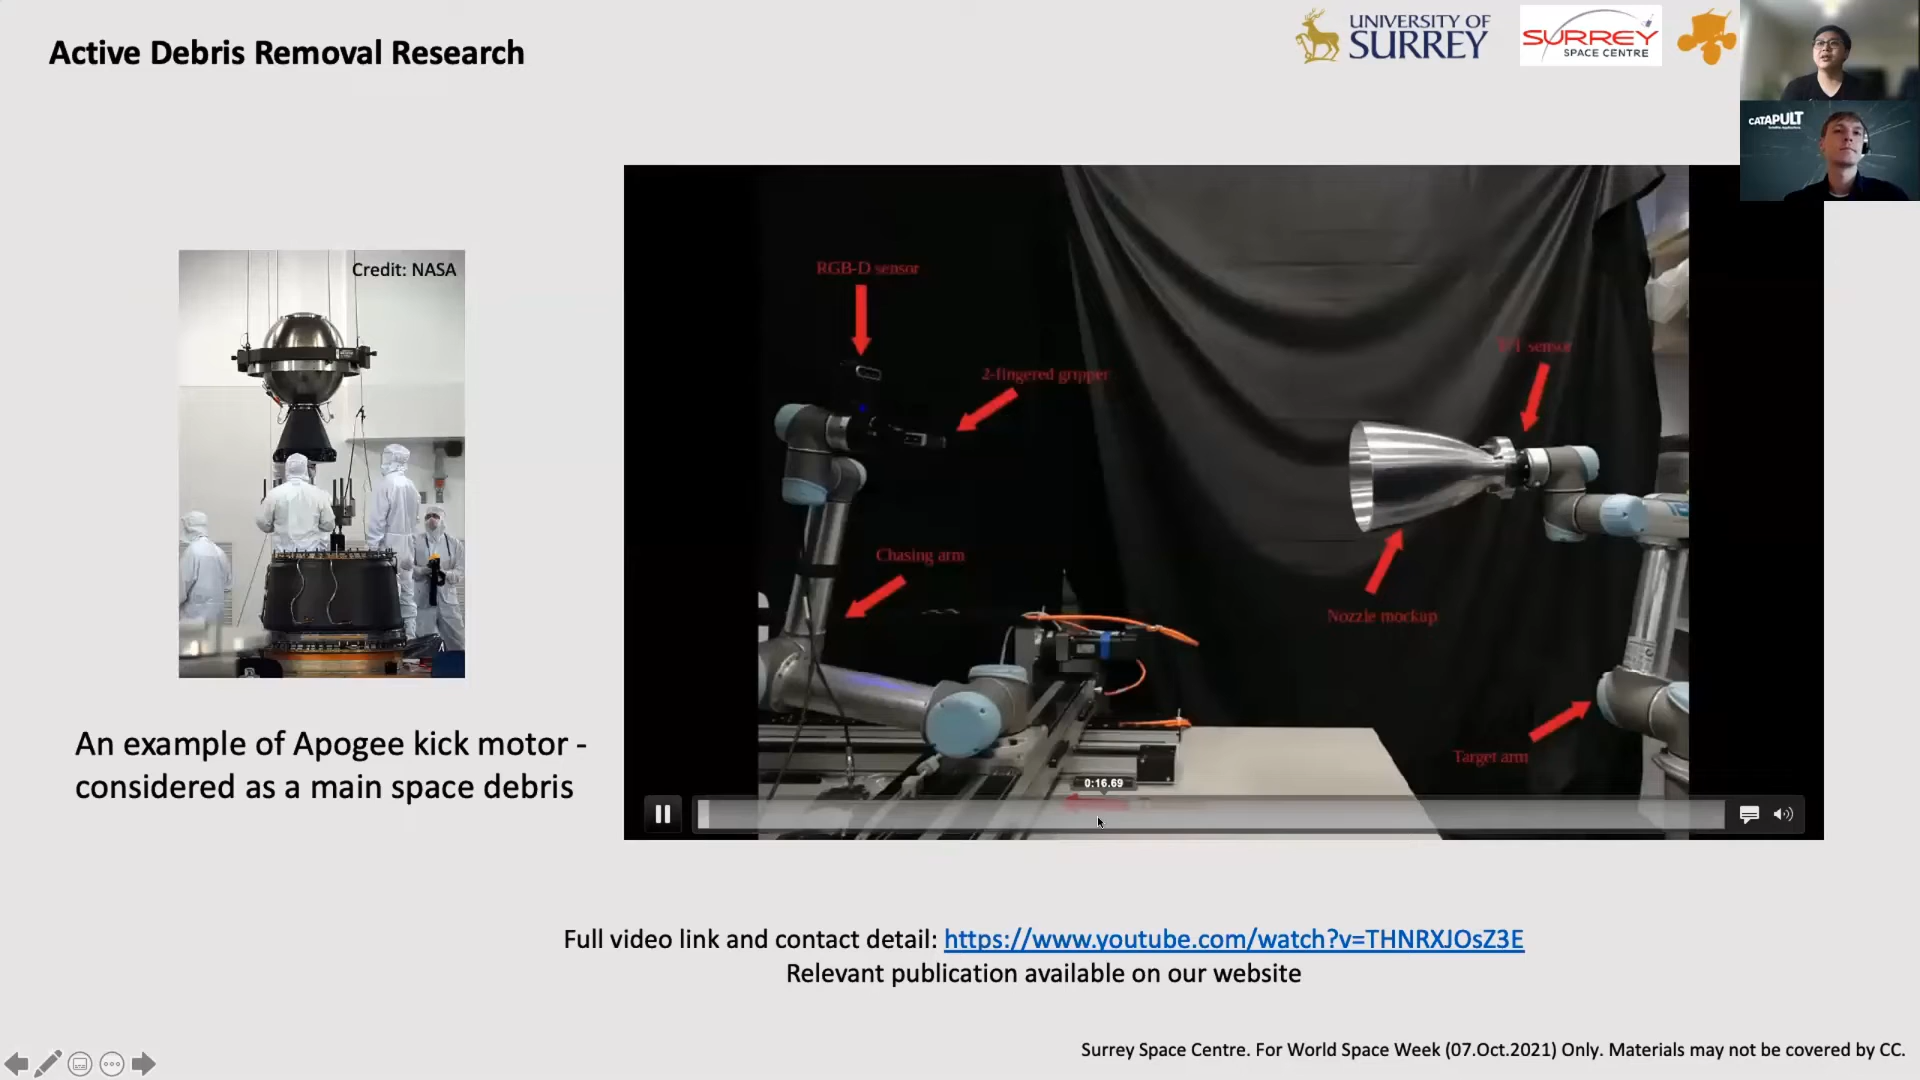 Active Debris Removal Research
UNIVERSITY OF
SURREY
SURREY
SPACE CENTRE
CATAPULT
Credit: NASA
RGB-D sensor
2-fingered gripper
F/T sensor
Chasing arm
Nozzle mockup
Target arm
0:16.69
An example of Apogee kick motor -
considered as a main space debris
Full video link and contact detail: https://www.youtube.com/watch?v=THNRXJOsZ3E
Relevant publication available on our website
Surrey Space Centre. For World Space Week (07.Oct.2021) Only. Materials may not be covered by CC.